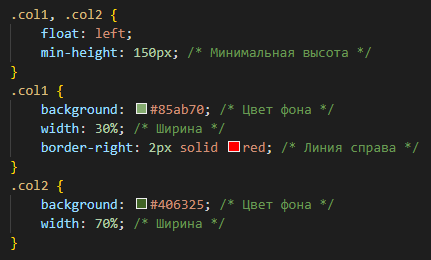 .col1, .col2 {
    float: left;
    min-height: 150px; /* Минимальная высота */
}
.col1 {
    background: #85ab70; /* Цвет фона */
    width: 30%; /* Ширина */
    border-right: 2px solid red; /* Линия справа */
}
.col2 {
    background: #406325; /* Цвет фона */
    width: 70%; /* Ширина */
}